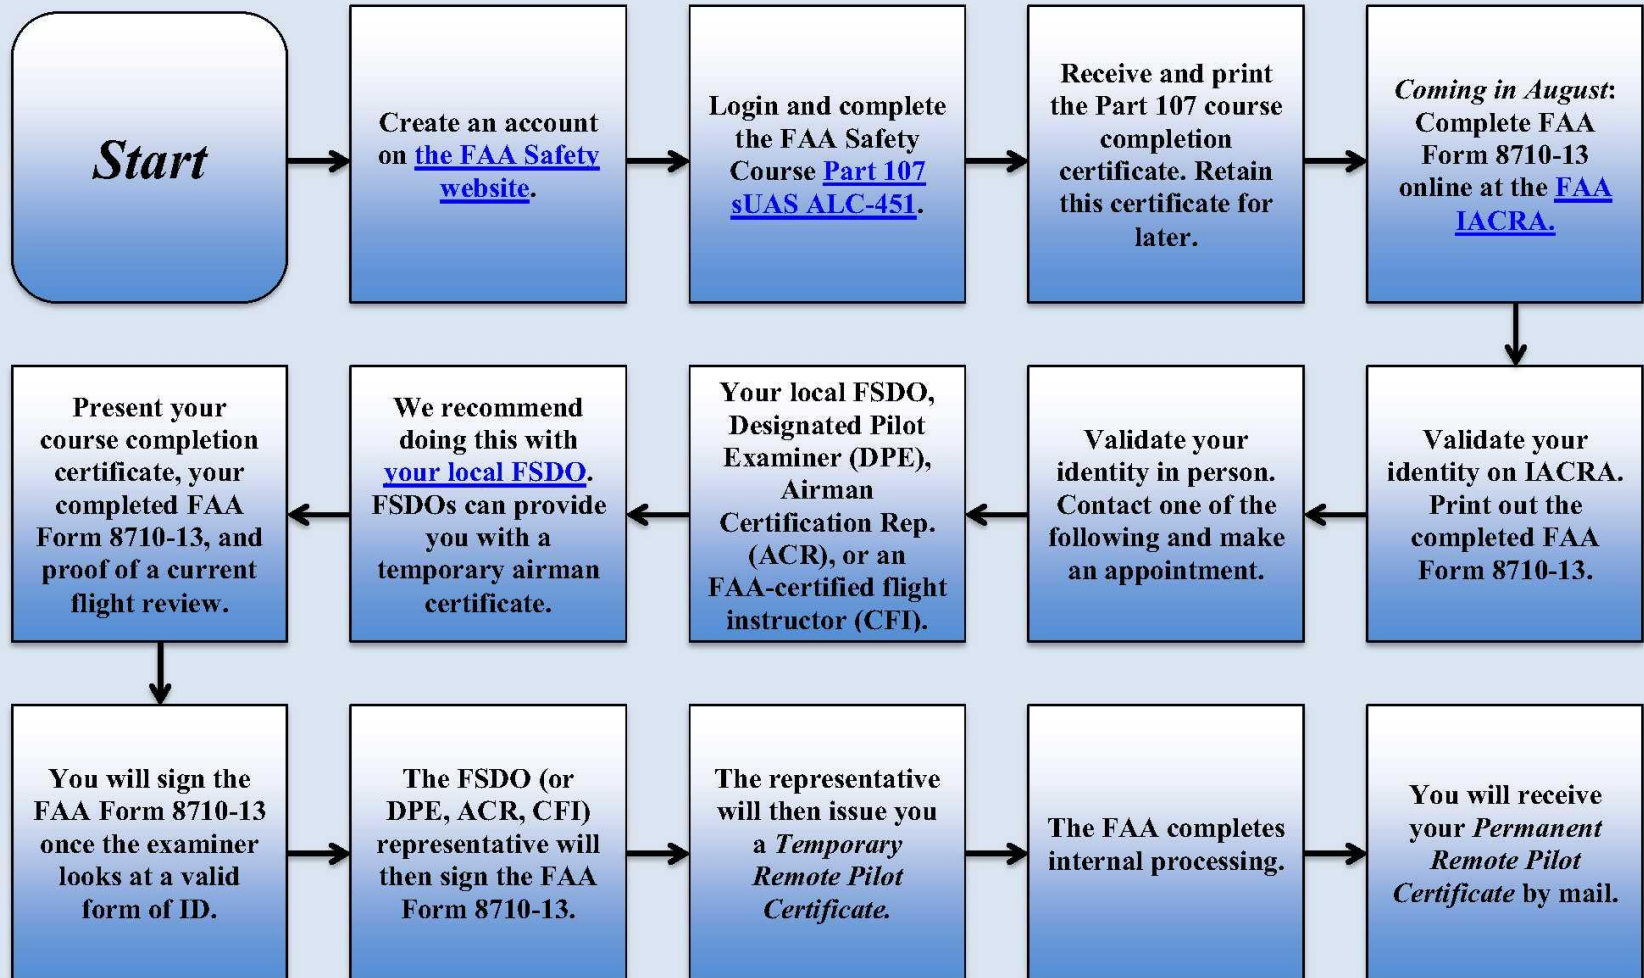 Start
Create an account
on the FAA Safety
website.
Login and complete
the FAA Safety
Course Part 107
sUAS ALC-451.
Receive and print
the Part 107 course
completion
certificate. Retain
this certificate for
later.
Coming in August:
Complete FAA
Form 8710-13
online at the FAA
IACRA.
Validate your
identity on IACRA.
Print out the
completed FAA
Form 8710-13.
Validate your
identity in person.
Contact one of the
following and make
an appointment.
Your local FSDO,
Designated Pilot
Examiner (DPE),
Airman
Certification Rep.
(ACR), or an
FAA-certified flight
instructor (CFI).
We recommend
doing this with
your local FSDO.
FSDOs can provide
you with a
temporary airman
certificate.
Present your
course completion
certificate, your
completed FAA
Form 8710-13, and
proof of a current
flight review.
You will sign the
FAA Form 8710-13
once the examiner
looks at a valid
form of ID.
The FSDO (or
DPE, ACR, CFI)
representative will
then sign the FAA
Form 8710-13.
The representative
will then issue you
a Temporary
Remote Pilot
Certificate.
The FAA completes
internal processing.
You will receive
your Permanent
Remote Pilot
Certificate by mail.